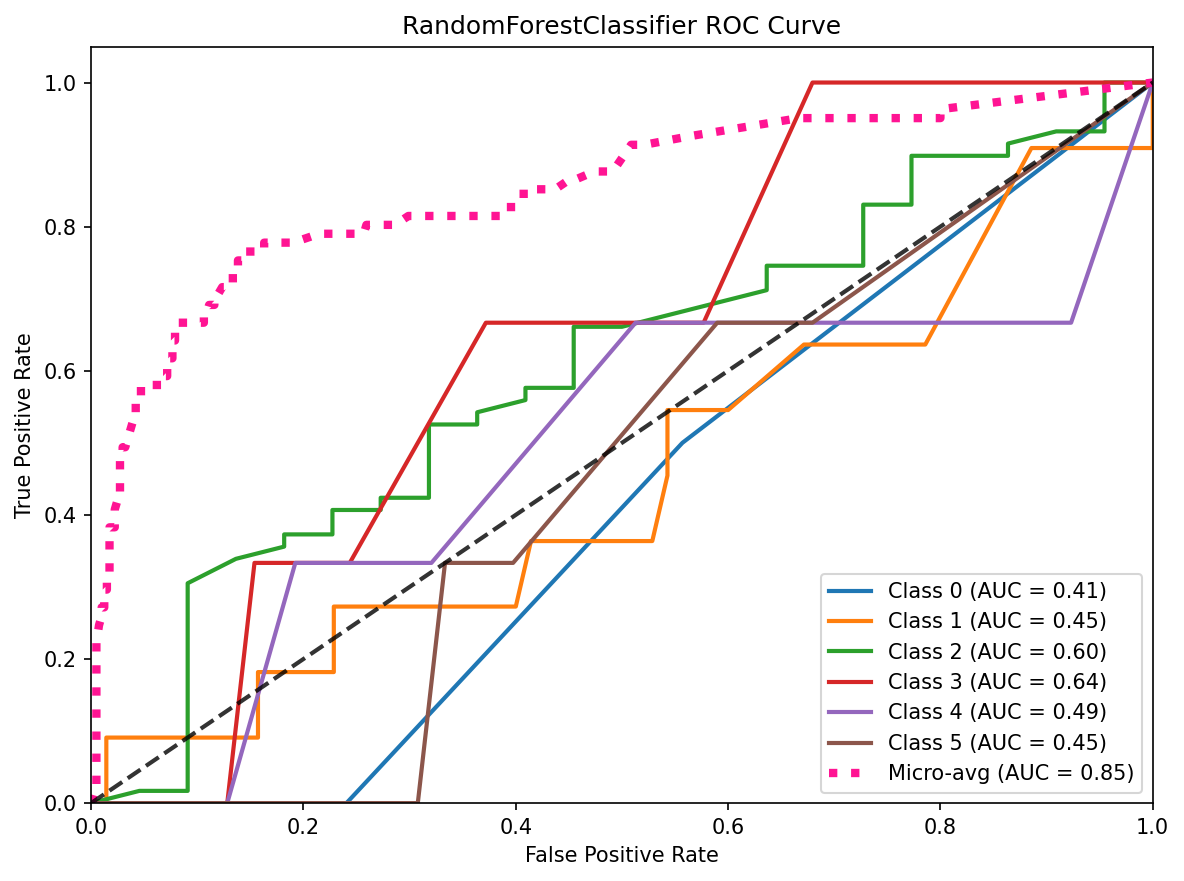 RandomForestClassifier ROC Curve
True Positive Rate
1.0
0.8
0.6
0.4
0.2
0.0
0.0 0.2 0.4 0.6 0.8 1.0
False Positive Rate
Class 0 (AUC = 0.41)
Class 1 (AUC = 0.45)
Class 2 (AUC = 0.60)
Class 3 (AUC = 0.64)
Class 4 (AUC = 0.49)
Class 5 (AUC = 0.45)
Micro-avg (AUC = 0.85)